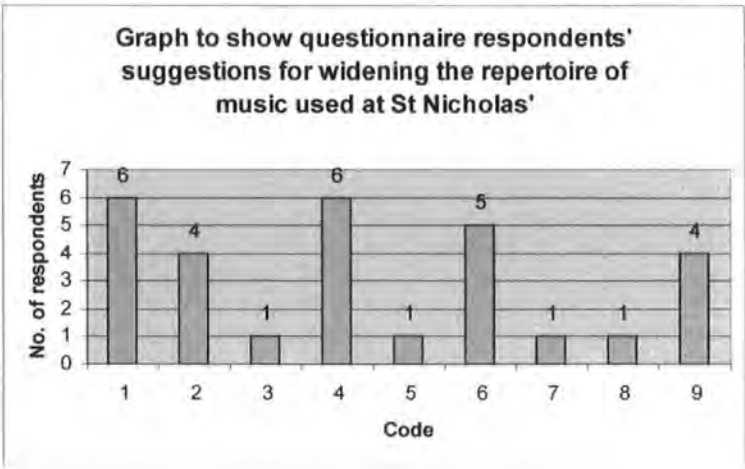 Graph to show questionnaire respondents'
suggestions for widening the repertoire of
music used at St Nicholas'
No. of respondents
7
6
5
4
3
2
1
0
6
4
1
6
1
5
1
1
4
1 2 3 4 5 6 7 8 9
Code